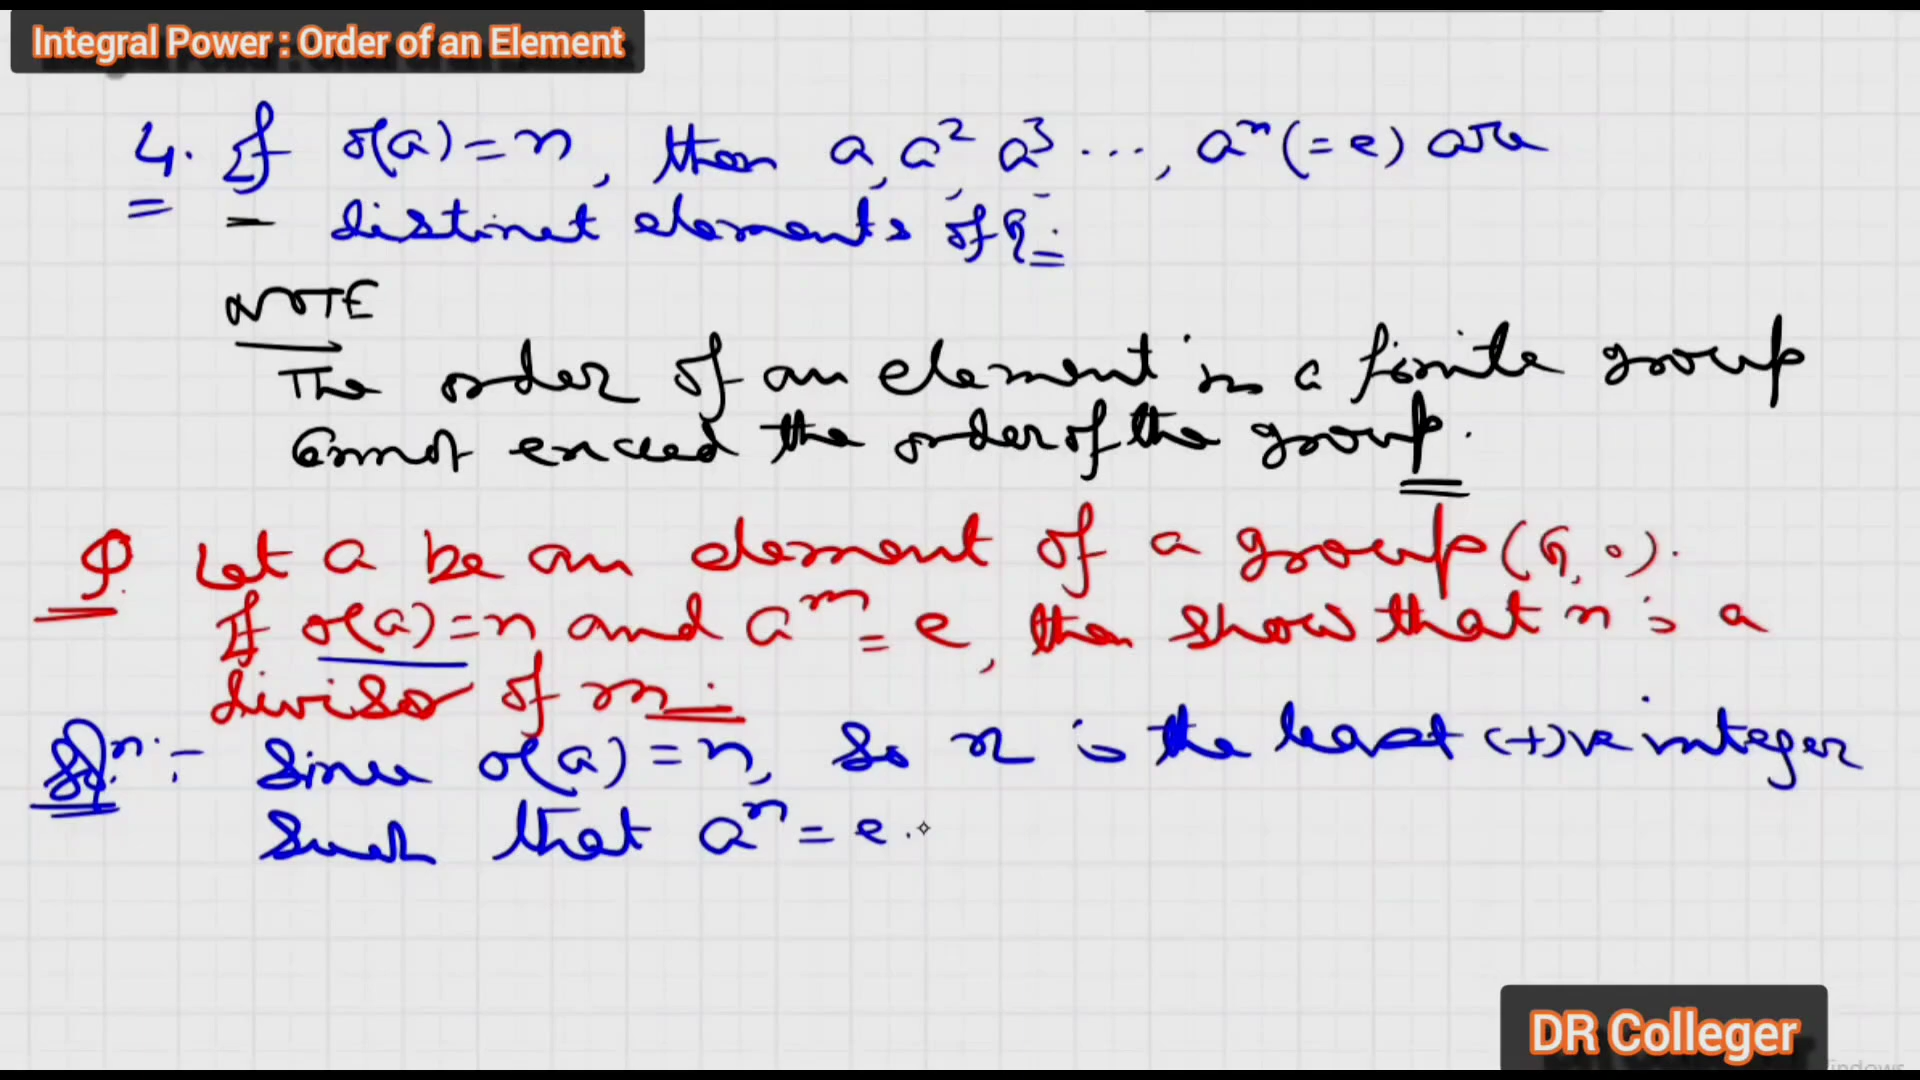 Integral Power : Order of an Element
4. If o(a) = n, then a, a², a³ ..., aⁿ (= e) are
distinct elements of G.
NOTE
The order of an element in a finite group
cannot exceed the order of the group.
Q Let a be an element of a group (G, o).
If o(a) = n and aᵐ = e, then show that n is a
divisor of m.
Solⁿ :- Since o(a) = n, so n is the least (+)ve integer
such that aⁿ = e.
DR Colleger